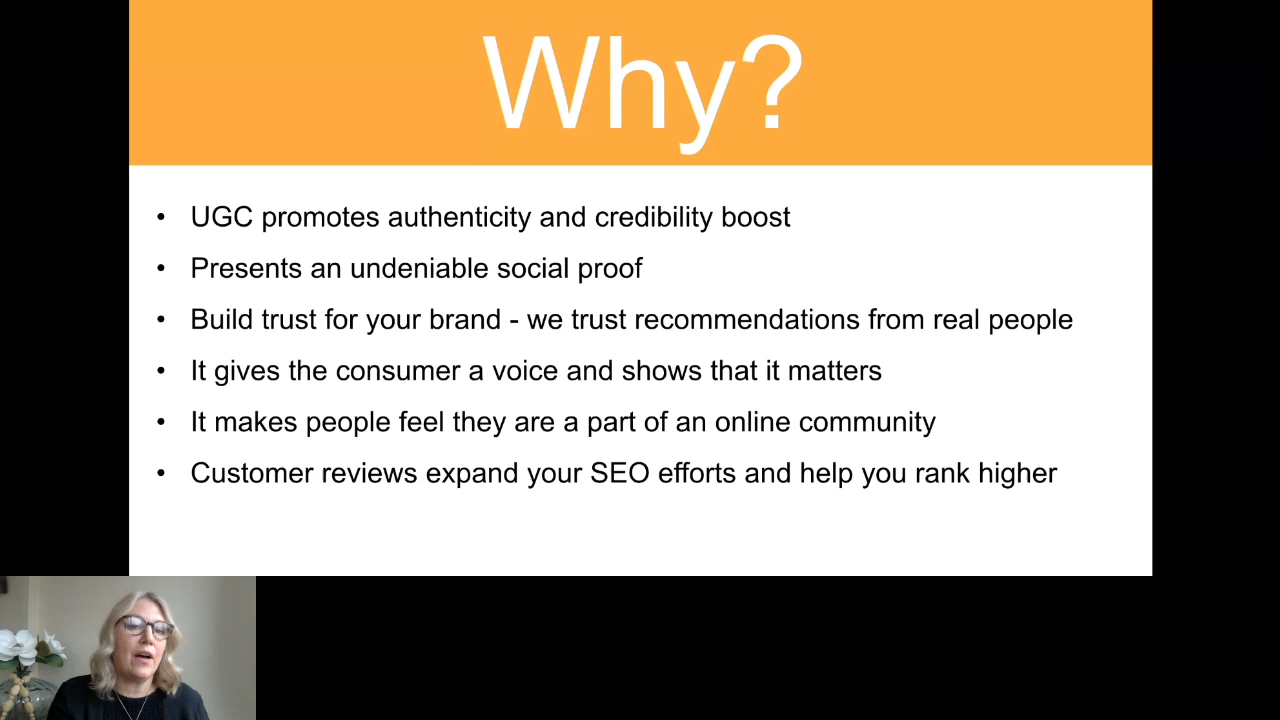 Why?
• UGC promotes authenticity and credibility boost
• Presents an undeniable social proof
• Build trust for your brand - we trust recommendations from real people
• It gives the consumer a voice and shows that it matters
• It makes people feel they are a part of an online community
• Customer reviews expand your SEO efforts and help you rank higher